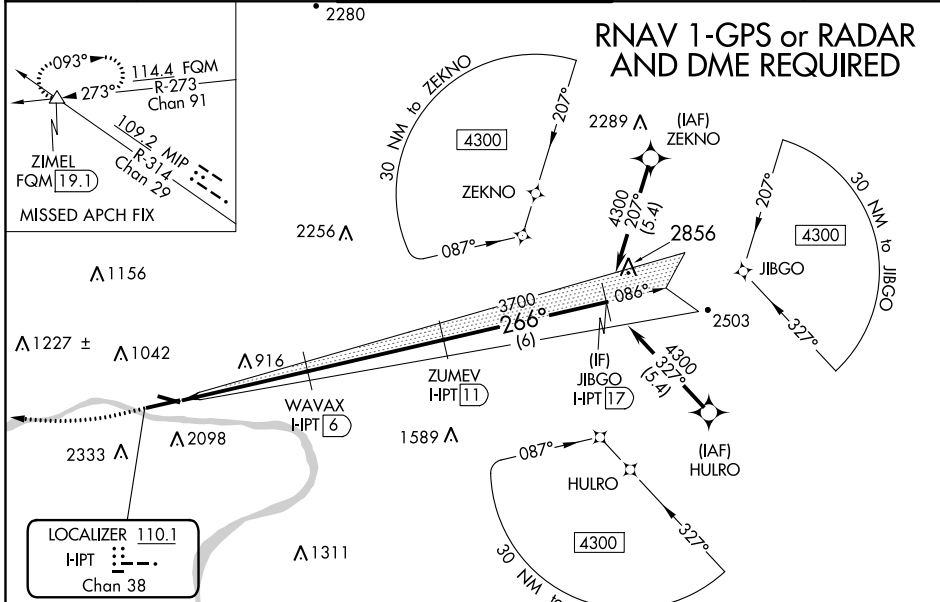 2280
RNAV 1-GPS or RADAR
AND DME REQUIRED
093°
114.4 FQM
273°
R-273
Chan 91
109.2 MIP
R-314
Chan 29
ZIMEL
FQM 19.1
MISSED APCH FIX
30 NM to ZEKNO
4300
207°
ZEKNO
087°
2289
(IAF)
ZEKNO
4300
207°
(5.4)
2856
207°
30 NM to JIBGO
4300
JIBGO
327°
2256
1156
1227 ±
1042
916
3700
266°
(6)
086°
2503
(IF)
JIBGO
I-IPT 17
ZUMEV
I-IPT 11
WAVAX
I-IPT 6
4300
327°
(5.4)
(IAF)
HULRO
2333
2098
1589
087°
HULRO
327°
4300
30 NM to
1311
LOCALIZER 110.1
I-IPT
Chan 38